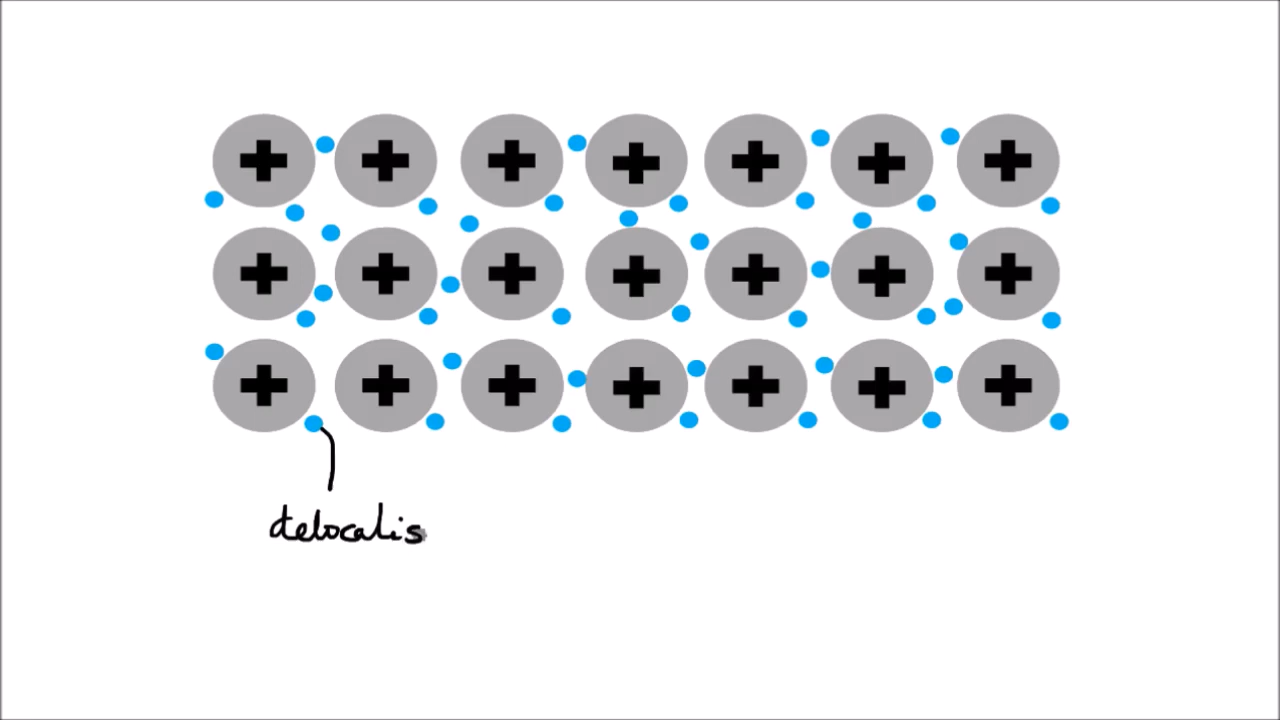 + + + + + + +
+ + + + + + +
+ + + + + + +
delocalis